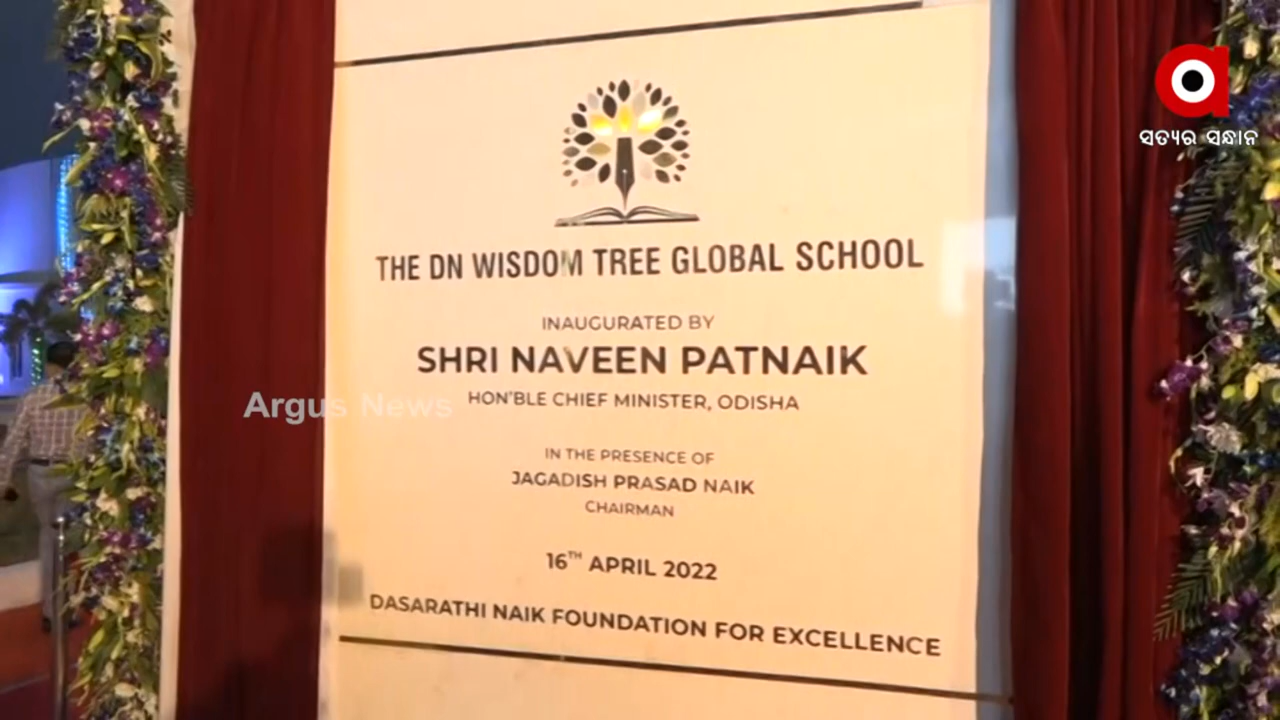 ସତ୍ୟର ସନ୍ଧାନ
THE DN WISDOM TREE GLOBAL SCHOOL
INAUGURATED BY
SHRI NAVEEN PATNAIK
HON'BLE CHIEF MINISTER, ODISHA
Argus News
IN THE PRESENCE OF
JAGADISH PRASAD NAIK
CHAIRMAN
16TH APRIL 2022
DASARATHI NAIK FOUNDATION FOR EXCELLENCE